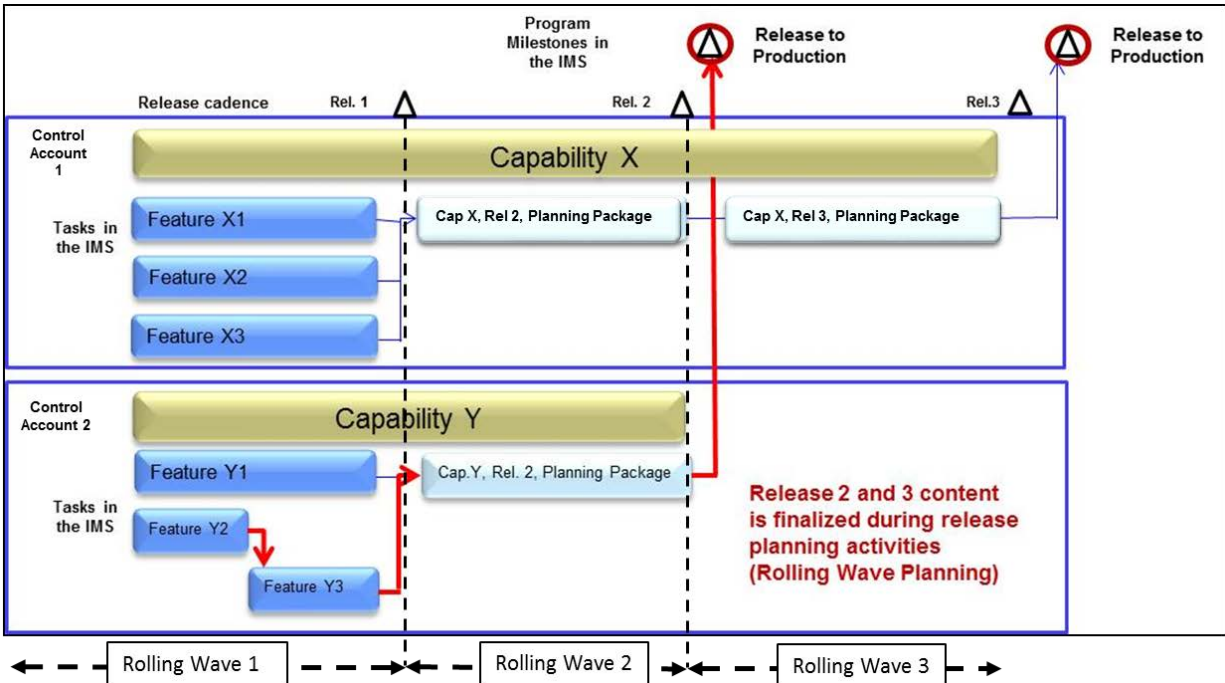 Program
Milestones in
the IMS
Release to
Production
Release to
Production
Release cadence
Rel. 1
Rel. 2
Rel.3
Control
Account
1
Capability X
Tasks in
the IMS
Feature X1
Cap X, Rel 2, Planning Package
Cap X, Rel 3, Planning Package
Feature X2
Feature X3
Control
Account 2
Capability Y
Feature Y1
Cap.Y, Rel. 2, Planning Package
Tasks in
the IMS
Feature Y2
Feature Y3
Release 2 and 3 content
is finalized during release
planning activities
(Rolling Wave Planning)
Rolling Wave 1
Rolling Wave 2
Rolling Wave 3